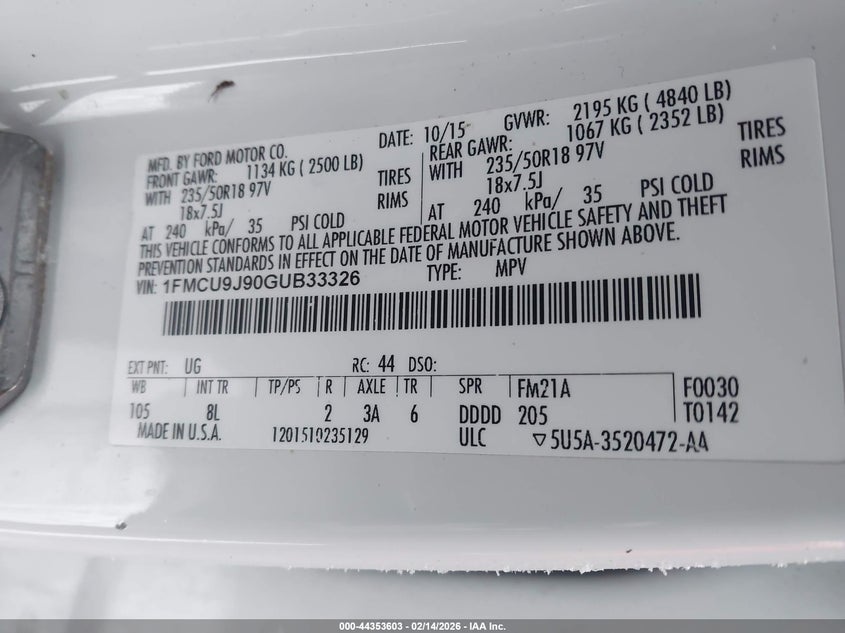 MFD. BY FORD MOTOR CO. DATE: 10/15 GVWR: 2195 KG ( 4840 LB)
FRONT GAWR: 1134 KG ( 2500 LB) REAR GAWR: 1067 KG ( 2352 LB)
WITH 235/50R18 97V TIRES WITH 235/50R18 97V TIRES
18x7.5J RIMS 18x7.5J RIMS
AT 240 kPa/ 35 PSI COLD AT 240 kPa/ 35 PSI COLD
THIS VEHICLE CONFORMS TO ALL APPLICABLE FEDERAL MOTOR VEHICLE SAFETY AND THEFT
PREVENTION STANDARDS IN EFFECT ON THE DATE OF MANUFACTURE SHOWN ABOVE.
VIN: 1FMCU9J90GUB33326 TYPE: MPV
EXT PNT: UG RC: 44 DSO:
WB INT TR TP/PS R AXLE TR SPR FM21A F0030
105 8L 2 3A 6 DDDD 205 T0142
MADE IN U.S.A. 1201510235129 ULC ▽5U5A-3520472-AA
000-44353603 - 02/14/2026 - IAA Inc.